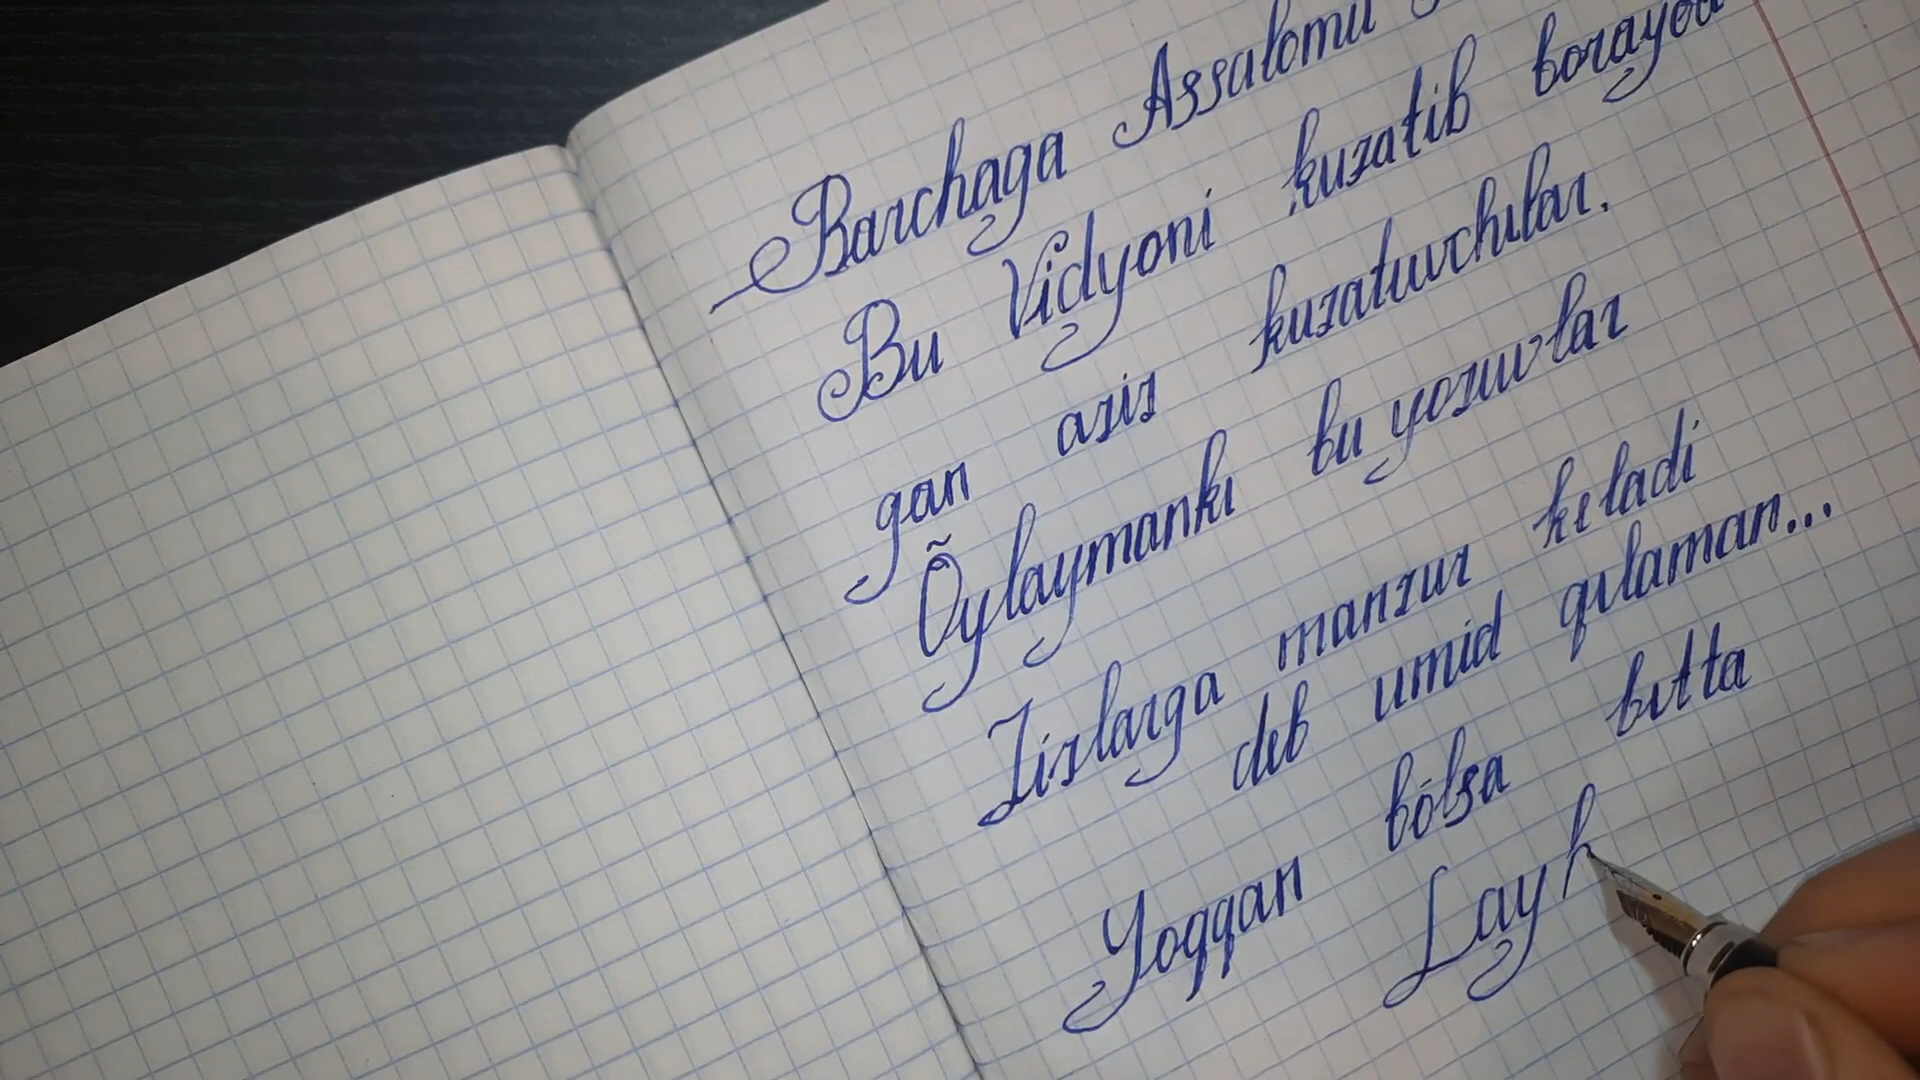 Barchaga Assalomu
Bu Vidyoni kuzatib borayot
gan aziz kuzatuvchilar.
Õylaymanki bu yozuvlar
Sizlarga manzur keladi
deb umid qilaman...
Yoqqan bólsa bitta
Layk